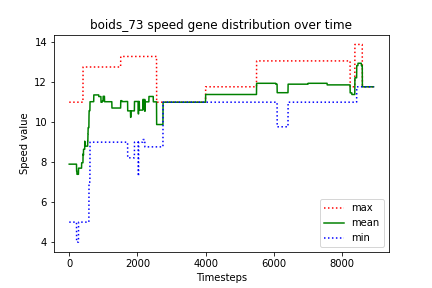 boids_73 speed gene distribution over time
Speed value
14
12
10
8
6
4
0
2000
4000
6000
8000
Timesteps
max
mean
min